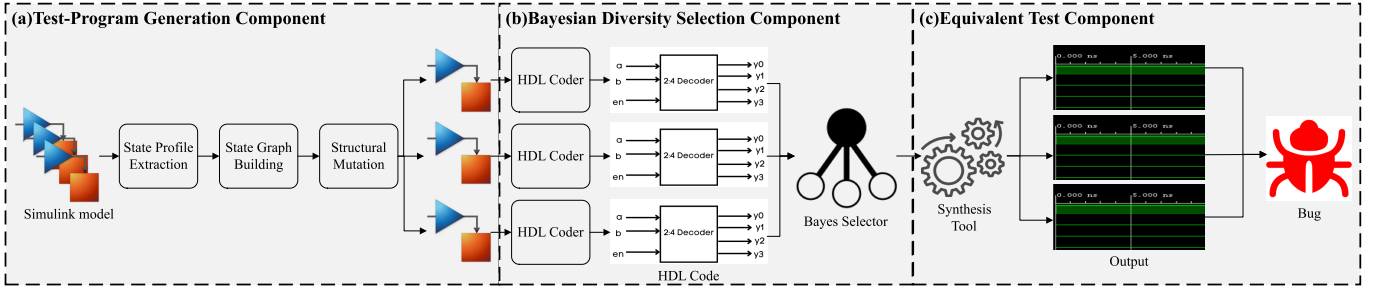 (a)Test-Program Generation Component
Simulink model
State Profile
Extraction
State Graph
Building
Structural
Mutation
(b)Bayesian Diversity Selection Component
HDL Coder
a
b
en
2:4 Decoder
y0
y1
y2
y3
HDL Coder
a
b
en
2:4 Decoder
y0
y1
y2
y3
HDL Coder
a
b
en
2:4 Decoder
y0
y1
y2
y3
HDL Code
Bayes Selector
(c)Equivalent Test Component
Synthesis
Tool
0.000 ns
5.000 ns
0.000 ns
5.000 ns
0.000 ns
5.000 ns
Output
Bug